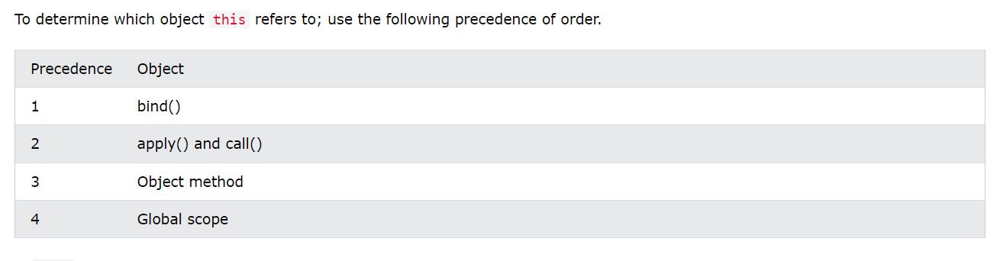 To determine which object this refers to; use the following precedence of order.
Precedence Object
1 bind()
2 apply() and call()
3 Object method
4 Global scope